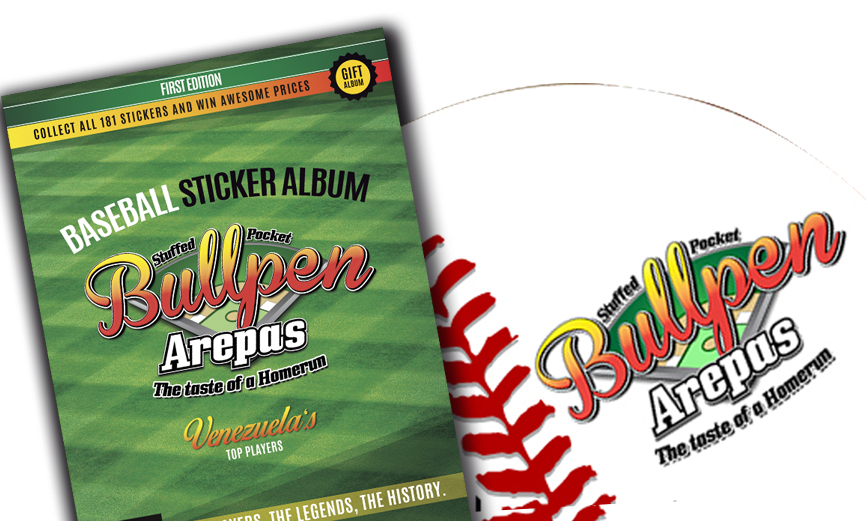 FIRST EDITION
GIFT
ALBUM
COLLECT ALL 181 STICKERS AND WIN AWESOME PRICES
BASEBALL STICKER ALBUM
Stuffed Pocket
Bullpen
Arepas
The taste of a Homerun
Venezuela's
TOP PLAYERS
THE LEGENDS, THE HISTORY.
Stuffed Pocket
Bullpen
Arepas
The taste of a Homerun